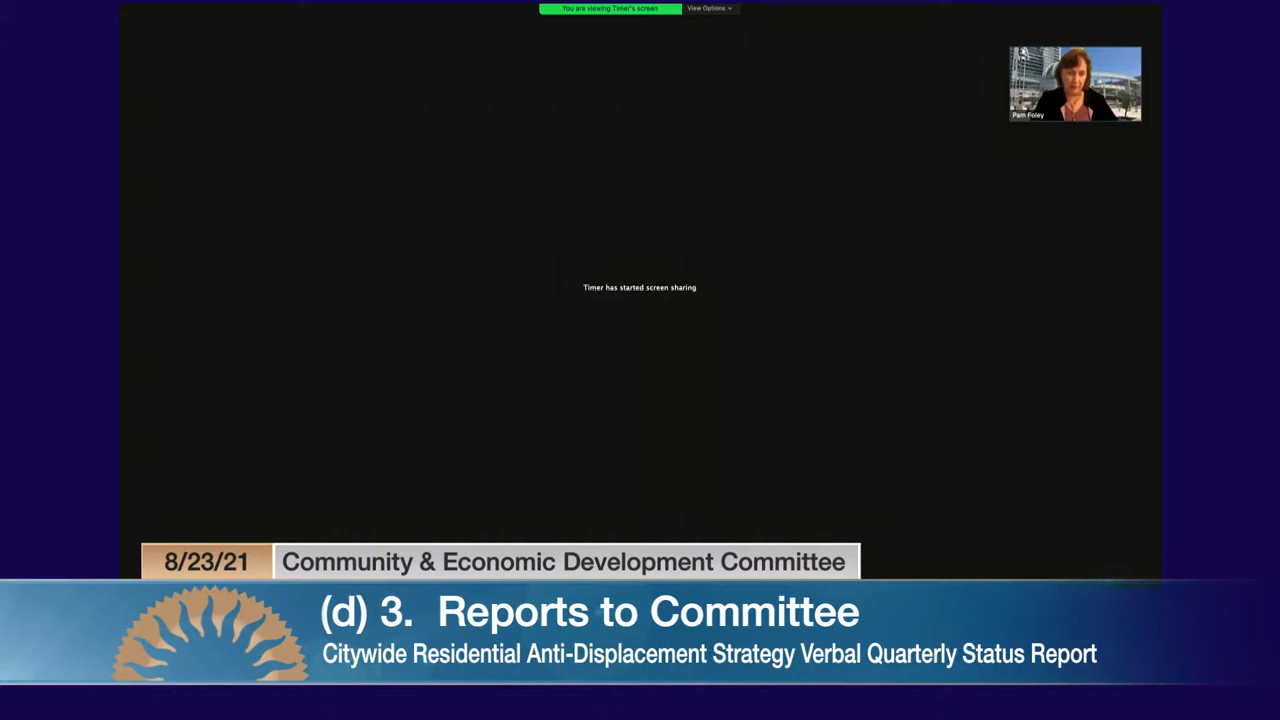 You are viewing Timer's screen
View Options
Pam Foley
Timer has started screen sharing
8/23/21
Community & Economic Development Committee
(d) 3. Reports to Committee
Citywide Residential Anti-Displacement Strategy Verbal Quarterly Status Report